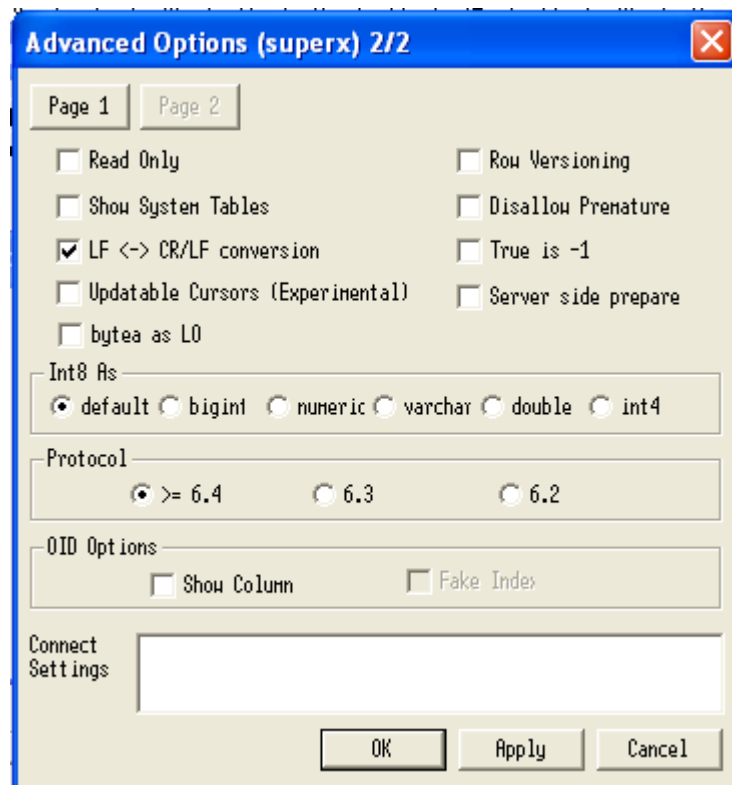 Advanced Options (superx) 2/2
Page 1 Page 2
Read Only Row Versioning
Show System Tables Disallow Premature
LF <-> CR/LF conversion True is -1
Updatable Cursors (Experimental) Server side prepare
bytea as LO
Int8 As
default bigint numeric varchar double int4
Protocol
>= 6.4 6.3 6.2
OID Options
Show Column Fake Index
Connect
Settings
OK Apply Cancel